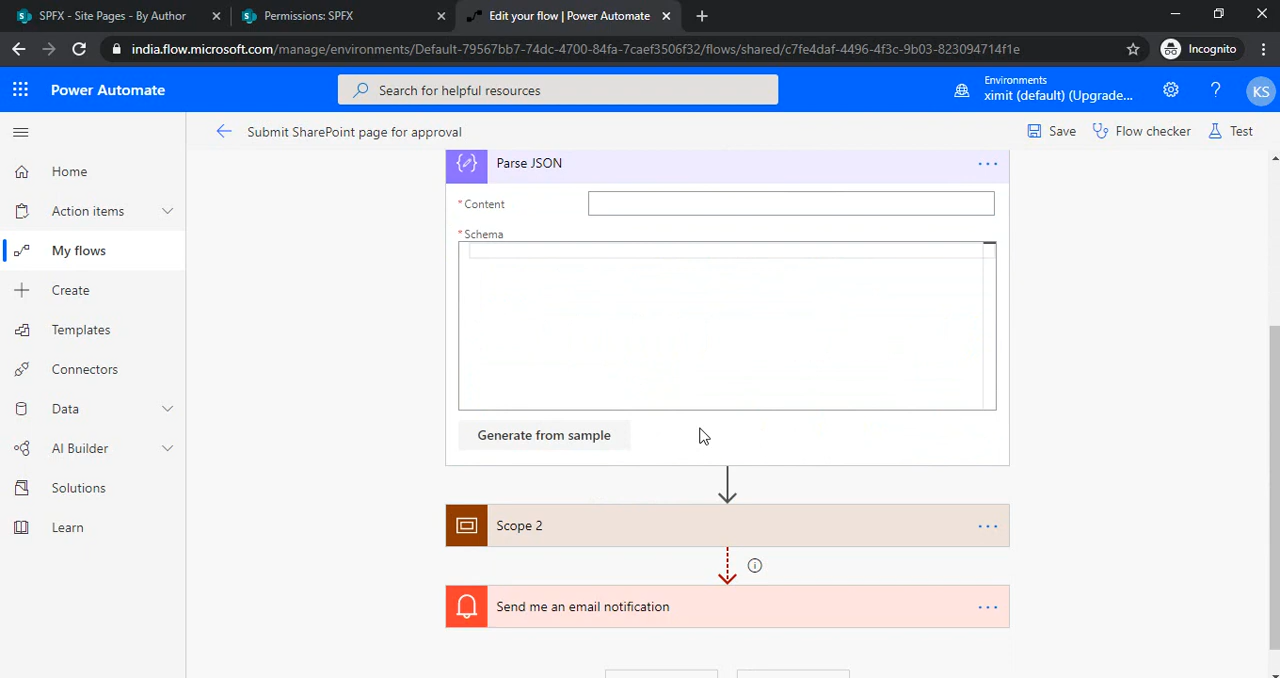 SPFX - Site Pages - By Author
Permissions: SPFX
Edit your flow | Power Automate
india.flow.microsoft.com/manage/environments/Default-79567bb7-74dc-4700-84fa-7caef3506f32/flows/shared/c7fe4daf-4496-4f3c-9b03-823094714f1e
Incognito
Power Automate
Search for helpful resources
Environments
ximit (default) (Upgrade...
KS
Submit SharePoint page for approval
Save
Flow checker
Test
Home
Action items
My flows
Create
Templates
Connectors
Data
AI Builder
Solutions
Learn
Parse JSON
* Content
* Schema
Generate from sample
Scope 2
Send me an email notification